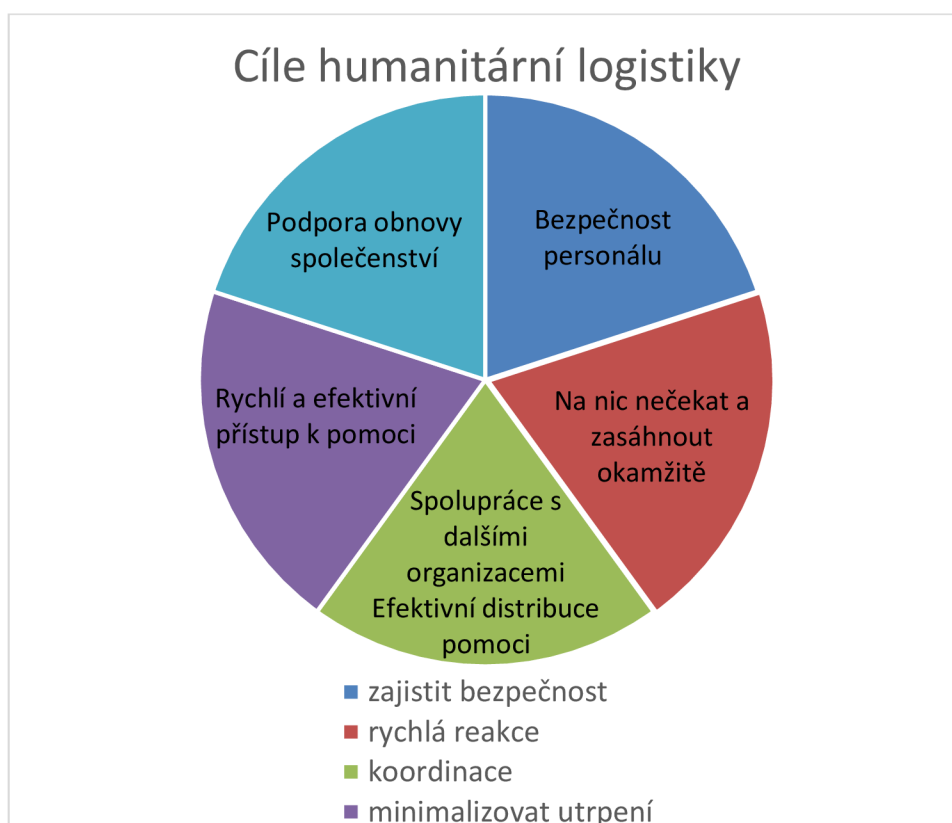 Cíle humanitární logistiky
Podpora obnovy
společenství
Bezpečnost
personálu
Rychlí a efektivní
přístup k pomoci
Na nic nečekat a
zasáhnout
okamžitě
Spolupráce s
dalšími
organizacemi
Efektivní distribuce
pomoci
zajistit bezpečnost
rychlá reakce
koordinace
minimalizovat utrpení